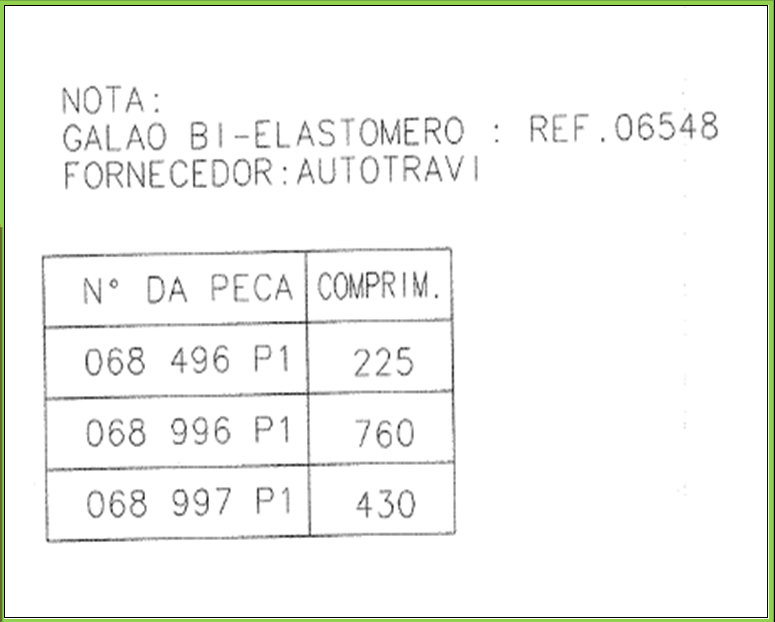 NOTA:
GALAO BI-ELASTOMERO : REF.06548
FORNECEDOR:AUTOTRAVI
N° DA PECA COMPRIM.
068 496 P1 225
068 996 P1 760
068 997 P1 430